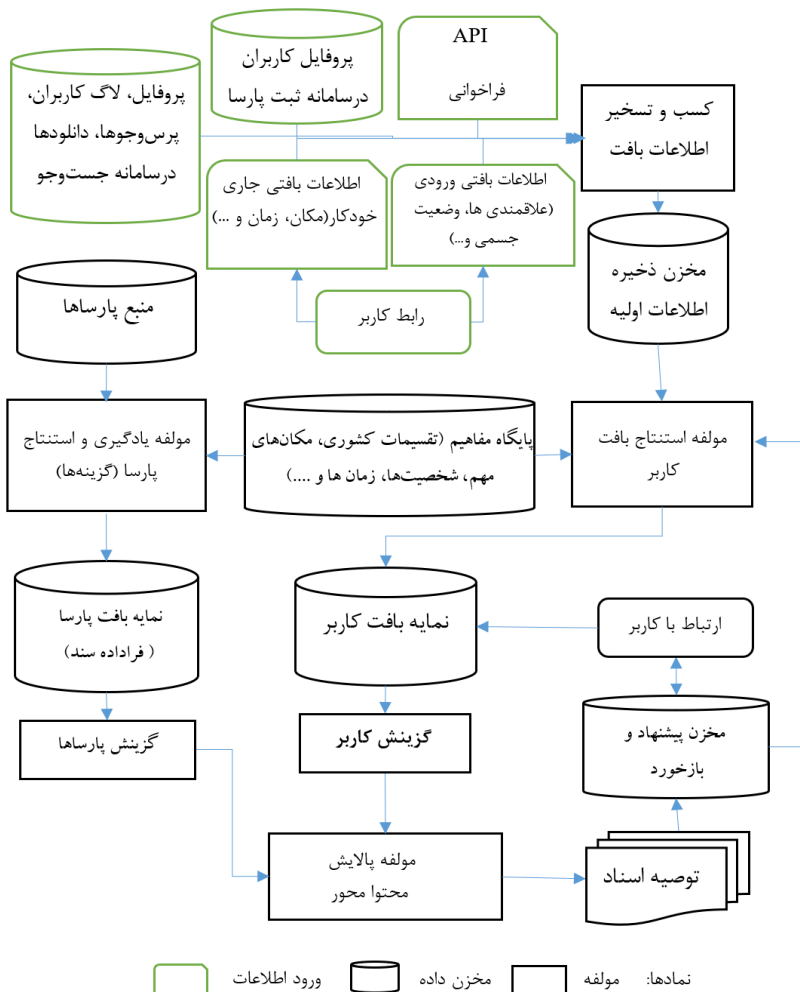 API
فراخوانی
پروفایل کاربران
درسامانه ثبت پارسا
پروفایل، لاگ کاربران،
پرس‌وجوها، دانلودها
درسامانه جست‌وجو
کسب و تسخیر
اطلاعات بافت
اطلاعات بافتی ورودی
(علاقمندی ها، وضعیت
جسمی و...)
اطلاعات بافتی جاری
خودکار(مکان، زمان و ...)
رابط کاربر
مخزن ذخیره
اطلاعات اولیه
منبع پارساها
مولفه استنتاج بافت
کاربر
پایگاه مفاهیم (تقسیمات کشوری، مکان‌های
مهم، شخصیت‌ها، زمان ها و ....)
مولفه یادگیری و استنتاج
پارسا (گزینه‌ها)
نمایه بافت پارسا
( فراداده سند)
نمایه بافت کاربر
ارتباط با کاربر
گزینش پارساها
گزینش کاربر
مخزن پیشنهاد و
بازخورد
مولفه پالایش
محتوا محور
توصیه اسناد
نمادها: مولفه مخزن داده ورود اطلاعات